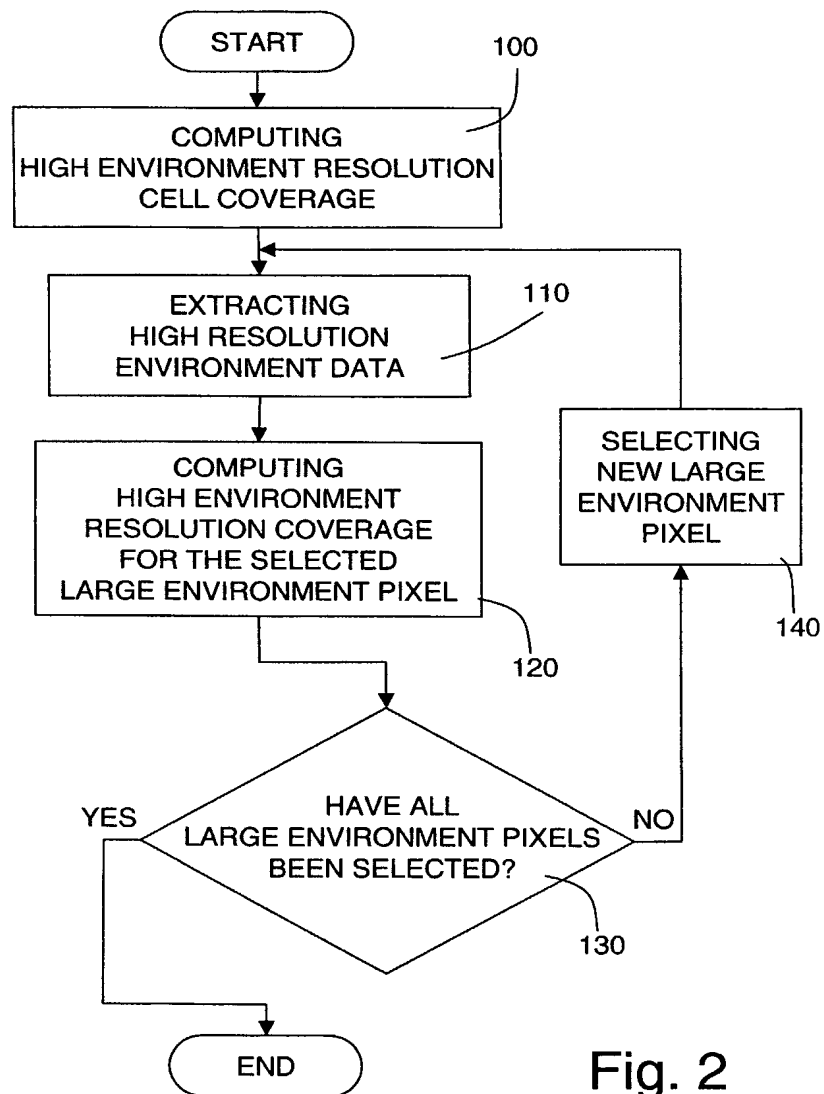 START
100
COMPUTING
HIGH ENVIRONMENT RESOLUTION
CELL COVERAGE
EXTRACTING
HIGH RESOLUTION
ENVIRONMENT DATA
110
COMPUTING
HIGH ENVIRONMENT
RESOLUTION COVERAGE
FOR THE SELECTED
LARGE ENVIRONMENT PIXEL
120
SELECTING
NEW LARGE
ENVIRONMENT
PIXEL
140
YES
HAVE ALL
LARGE ENVIRONMENT PIXELS
BEEN SELECTED?
NO
130
END
Fig. 2